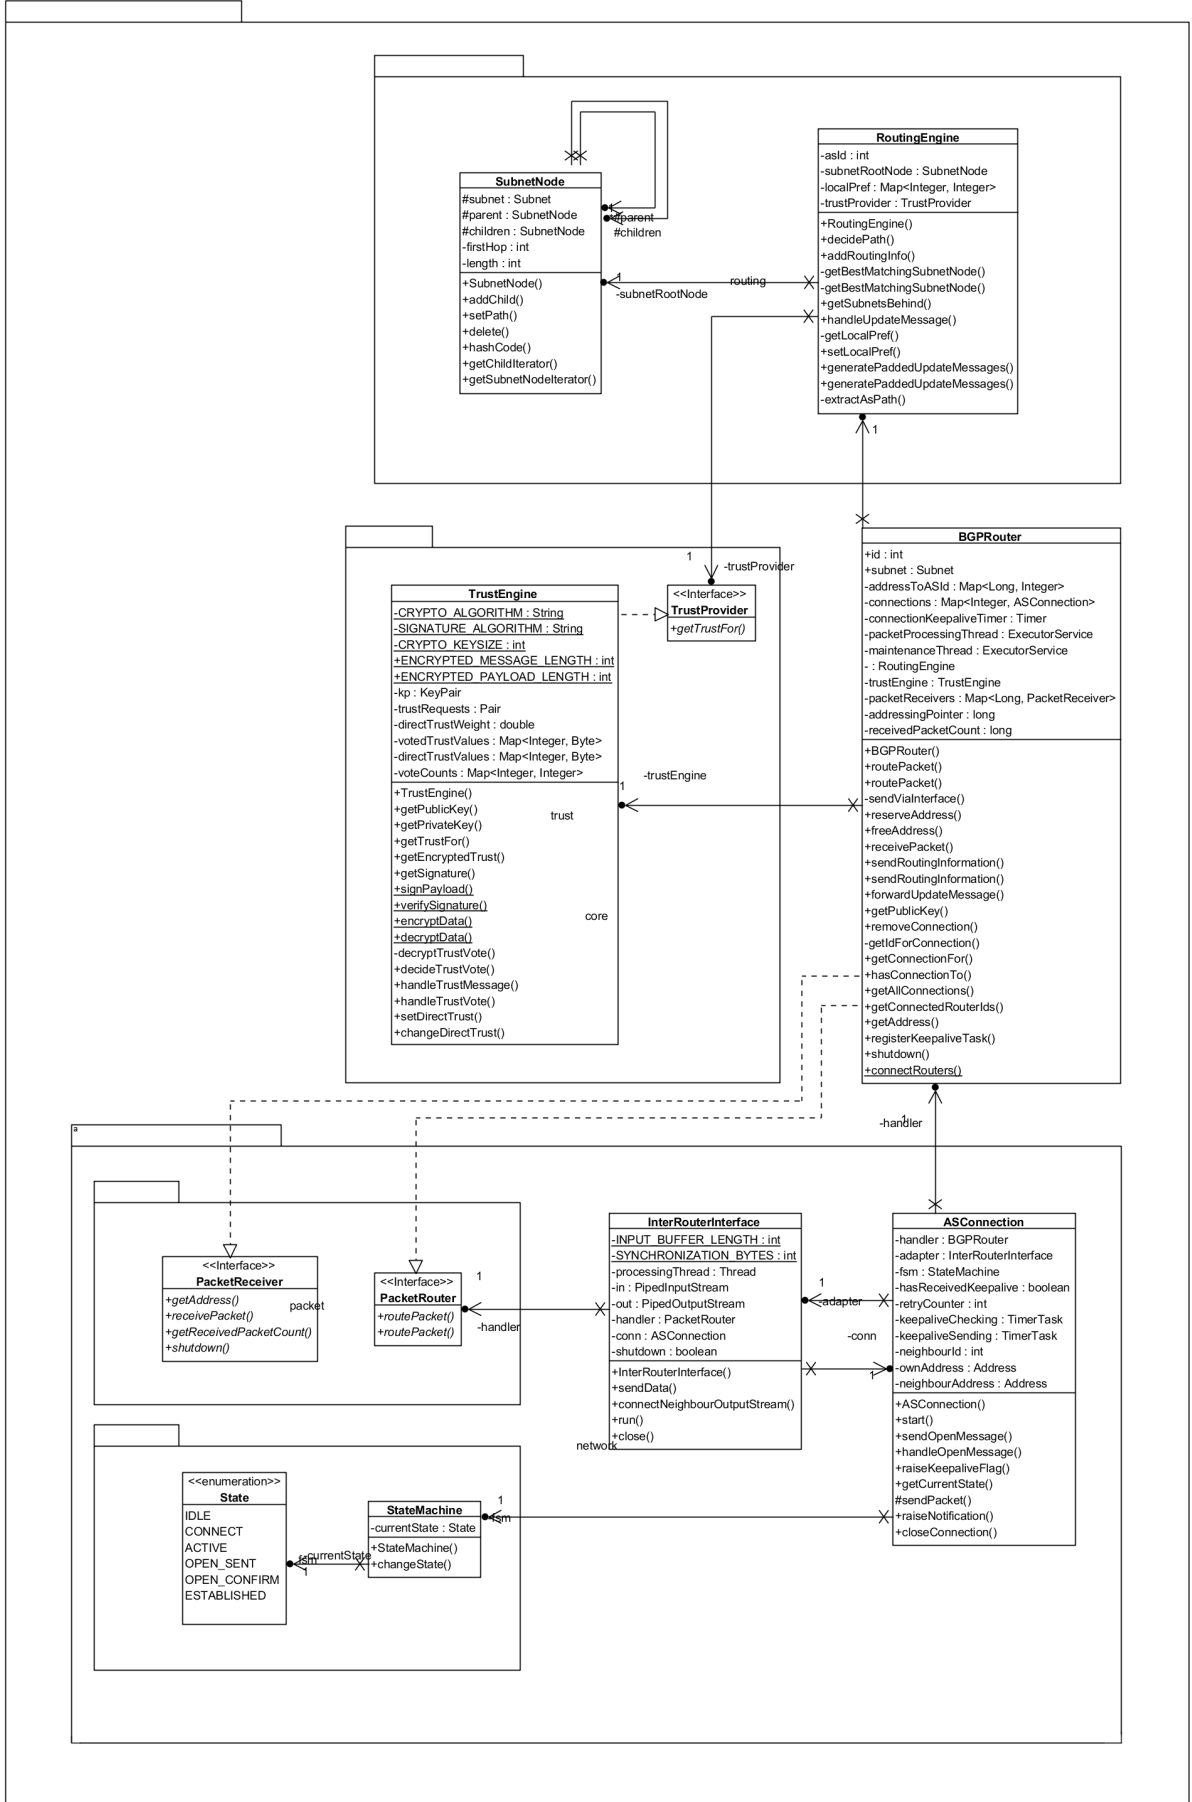 SubnetNode
#subnet : Subnet
#parent : SubnetNode
#children : SubnetNode
-firstHop : int
-length : int
+SubnetNode()
+addChild()
+setPath()
+delete()
+hashCode()
+getChildIterator()
+getSubnetNodeIterator()
#parent
#children
1
-subnetRootNode
routing
RoutingEngine
-asId : int
-subnetRootNode : SubnetNode
-localPref : Map<Integer, Integer>
-trustProvider : TrustProvider
+RoutingEngine()
+decidePath()
+addRoutingInfo()
-getBestMatchingSubnetNode()
-getBestMatchingSubnetNode()
+getSubnetsBehind()
+handleUpdateMessage()
-getLocalPref()
+setLocalPref()
+generatePaddedUpdateMessages()
+generatePaddedUpdateMessages()
-extractAsPath()
1
1
-trustProvider
<<Interface>>
TrustProvider
+getTrustFor()
TrustEngine
-CRYPTO_ALGORITHM : String
-SIGNATURE_ALGORITHM : String
-CRYPTO_KEYSIZE : int
+ENCRYPTED_MESSAGE_LENGTH : int
+ENCRYPTED_PAYLOAD_LENGTH : int
-kp : KeyPair
-trustRequests : Pair
-directTrustWeight : double
-votedTrustValues : Map<Integer, Byte>
-directTrustValues : Map<Integer, Byte>
-voteCounts : Map<Integer, Integer>
+TrustEngine()
+getPublicKey()
+getPrivateKey()
+getTrustFor()
+getEncryptedTrust()
+getSignature()
+signPayload()
+verifySignature()
+encryptData()
+decryptData()
-decryptTrustVote()
+decideTrustVote()
+handleTrustMessage()
+handleTrustVote()
+setDirectTrust()
+changeDirectTrust()
trust
core
-trustEngine
1
BGPRouter
+id : int
+subnet : Subnet
-addressToASId : Map<Long, Integer>
-connections : Map<Integer, ASConnection>
-connectionKeepaliveTimer : Timer
-packetProcessingThread : ExecutorService
-maintenanceThread : ExecutorService
- : RoutingEngine
-trustEngine : TrustEngine
-packetReceivers : Map<Long, PacketReceiver>
-addressingPointer : long
-receivedPacketCount : long
+BGPRouter()
+routePacket()
+routePacket()
-sendViaInterface()
+reserveAddress()
+freeAddress()
+receivePacket()
+sendRoutingInformation()
+sendRoutingInformation()
+forwardUpdateMessage()
+getPublicKey()
+removeConnection()
-getIdForConnection()
+getConnectionFor()
+hasConnectionTo()
+getAllConnections()
+getConnectedRouterIds()
+getAddress()
+registerKeepaliveTask()
+shutdown()
+connectRouters()
1
-handler
a
<<Interface>>
PacketReceiver
+getAddress()
+receivePacket()
+getReceivedPacketCount()
+shutdown()
packet
<<Interface>>
PacketRouter
+routePacket()
+routePacket()
1
-handler
InterRouterInterface
-INPUT_BUFFER_LENGTH : int
-SYNCHRONIZATION_BYTES : int
-processingThread : Thread
-in : PipedInputStream
-out : PipedOutputStream
-handler : PacketRouter
-conn : ASConnection
-shutdown : boolean
+InterRouterInterface()
+sendData()
+connectNeighbourOutputStream()
+run()
+close()
network
1
-adapter
-conn
1
ASConnection
-handler : BGPRouter
-adapter : InterRouterInterface
-fsm : StateMachine
-hasReceivedKeepalive : boolean
-retryCounter : int
-keepaliveChecking : TimerTask
-keepaliveSending : TimerTask
-neighbourId : int
-ownAddress : Address
-neighbourAddress : Address
+ASConnection()
+start()
+sendOpenMessage()
+handleOpenMessage()
+raiseKeepaliveFlag()
+getCurrentState()
#sendPacket()
+raiseNotification()
+closeConnection()
<<enumeration>>
State
IDLE
CONNECT
ACTIVE
OPEN_SENT
OPEN_CONFIRM
ESTABLISHED
fsm
-currentState
1
StateMachine
-currentState : State
+StateMachine()
+changeState()
1
-fsm